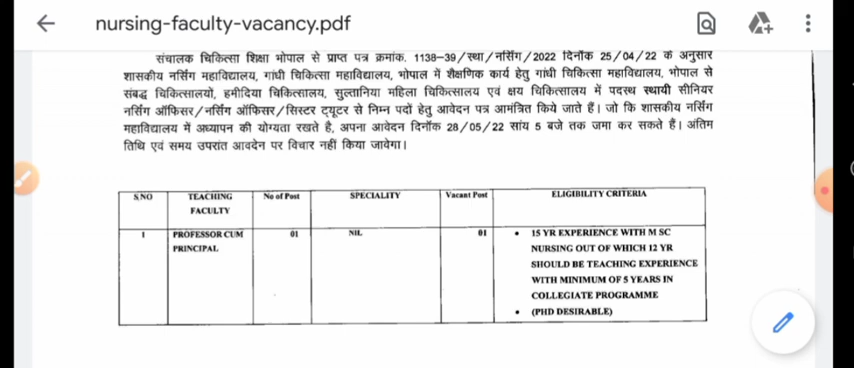 nursing-faculty-vacancy.pdf
संचालक चिकित्सा शिक्षा भोपाल से प्राप्त पत्र क्रमांक. 1138–39/स्था/नर्सिंग/2022 दिनॉक 25/04/22 के अनुसार
शासकीय नर्सिंग महाविद्यालय, गांधी चिकित्सा महाविद्यालय, भोपाल में शैक्षणिक कार्य हेतु गांधी चिकित्सा महाविद्यालय, भोपाल से
संबद्ध चिकित्सालयों, हमीदिया चिकित्सालय, सुल्तानिया महिला चिकित्सालय एवं क्षय चिकित्सालय में पदस्थ स्थायी सीनियर
नर्सिंग ऑफिसर/नर्सिंग ऑफिसर/सिस्टर ट्यूटर से निम्न पदों हेतु आवेदन पत्र आमंत्रित किये जाते हैं। जो कि शासकीय नर्सिंग
महाविद्यालय में अध्यापन की योग्यता रखते है, अपना आवेदन दिनॉक 28/05/22 सांय 5 बजे तक जमा कर सकते हैं। अंतिम
तिथि एवं समय उपरांत आवदेन पर विचार नहीं किया जावेगा।
S.NO TEACHING No of Post SPECIALITY Vacant Post ELIGIBILITY CRITERIA
FACULTY
1 PROFESSOR CUM 01 NIL 01 • 15 YR EXPERIENCE WITH M SC
PRINCIPAL NURSING OUT OF WHICH 12 YR
SHOULD BE TEACHING EXPERIENCE
WITH MINIMUM OF 5 YEARS IN
COLLEGIATE PROGRAMME
• (PHD DESIRABLE)